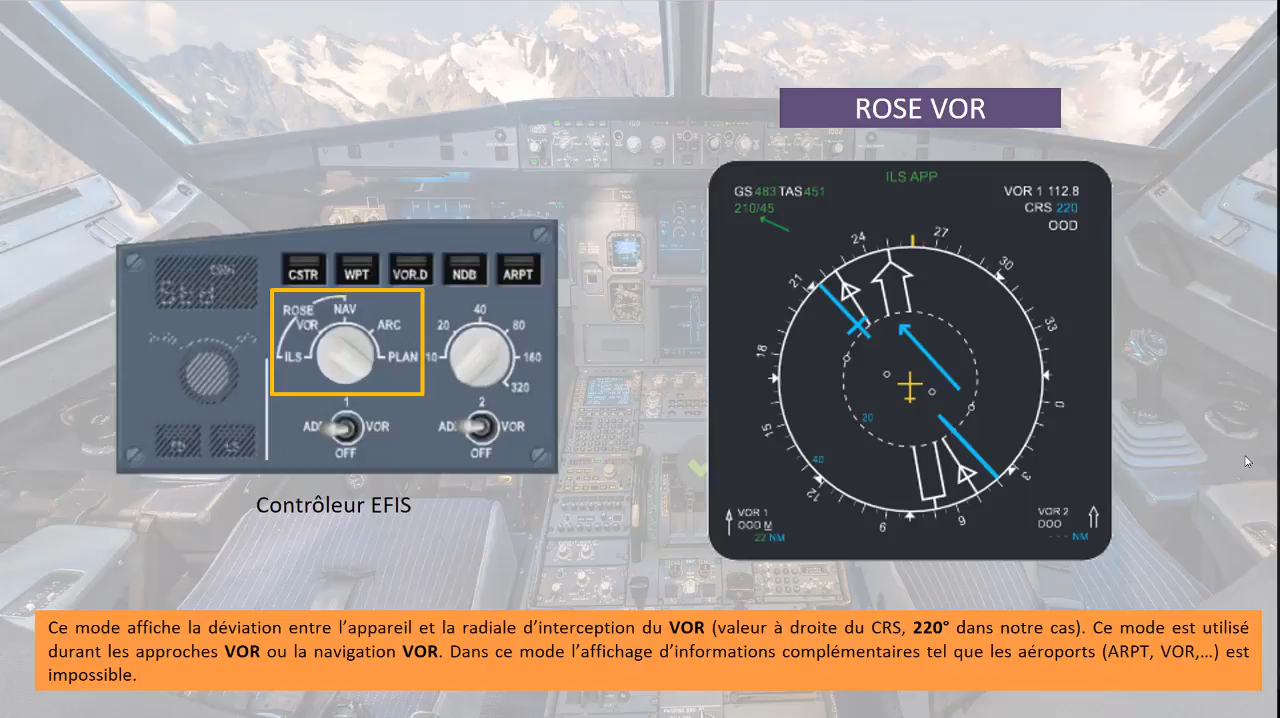 ROSE VOR
ILS APP
GS 483 TAS 451
210/45
VOR 1 112.8
CRS 220
OOD
24
27
30
33
0
3
6
9
12
15
18
21
20
40
VOR 1
OOD M
22 NM
VOR 2
DOO
- - - NM
Std
CSTR WPT VOR.D NDB ARPT
ROSE NAV
VOR ARC
ILS PLAN
40
20 80
10 160
320
1 2
VOR VOR
OFF OFF
Contrôleur EFIS
Ce mode affiche la déviation entre l’appareil et la radiale d’interception du VOR (valeur à droite du CRS, 220° dans notre cas). Ce mode est utilisé
durant les approches VOR ou la navigation VOR. Dans ce mode l’affichage d’informations complémentaires tel que les aéroports (ARPT, VOR,…) est
impossible.